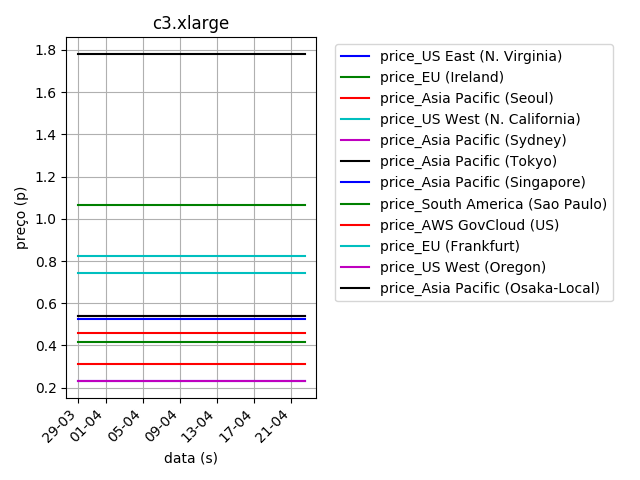 c3.xlarge
preço (p)
1.8
1.6
1.4
1.2
1.0
0.8
0.6
0.4
0.2
29-03
01-04
05-04
09-04
13-04
17-04
21-04
data (s)
price_US East (N. Virginia)
price_EU (Ireland)
price_Asia Pacific (Seoul)
price_US West (N. California)
price_Asia Pacific (Sydney)
price_Asia Pacific (Tokyo)
price_Asia Pacific (Singapore)
price_South America (Sao Paulo)
price_AWS GovCloud (US)
price_EU (Frankfurt)
price_US West (Oregon)
price_Asia Pacific (Osaka-Local)